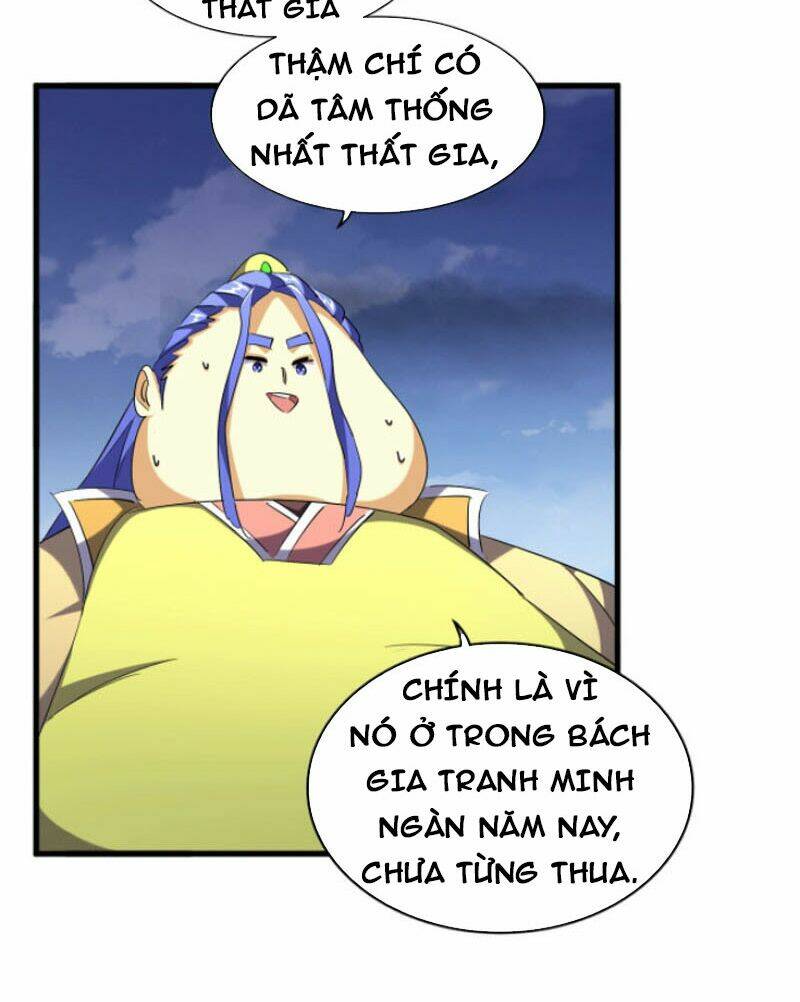 THẤT GIA
THẬM CHÍ CÓ
DÃ TÂM THỐNG
NHẤT THẤT GIA,
CHÍNH LÀ VÌ
NÓ Ở TRONG BÁCH
GIA TRANH MINH
NGÀN NĂM NAY,
CHƯA TỪNG THUA.